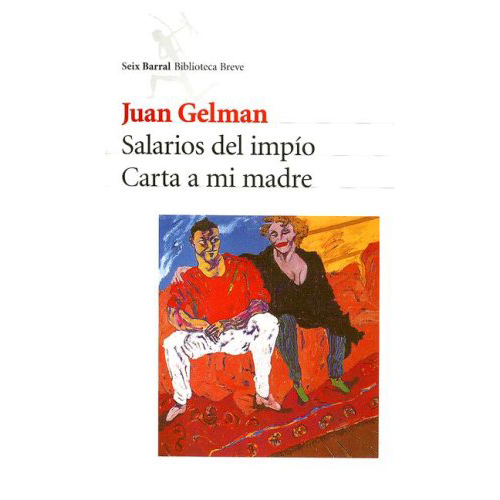 Seix Barral Biblioteca Breve
Juan Gelman
Salarios del impío
Carta a mi madre